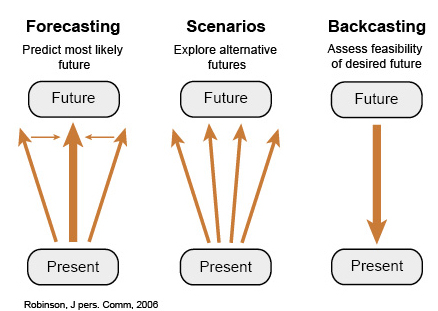 Forecasting
Predict most likely
future
Future
Present
Scenarios
Explore alternative
futures
Future
Present
Backcasting
Assess feasibility
of desired future
Future
Present
Robinson, J pers. Comm, 2006